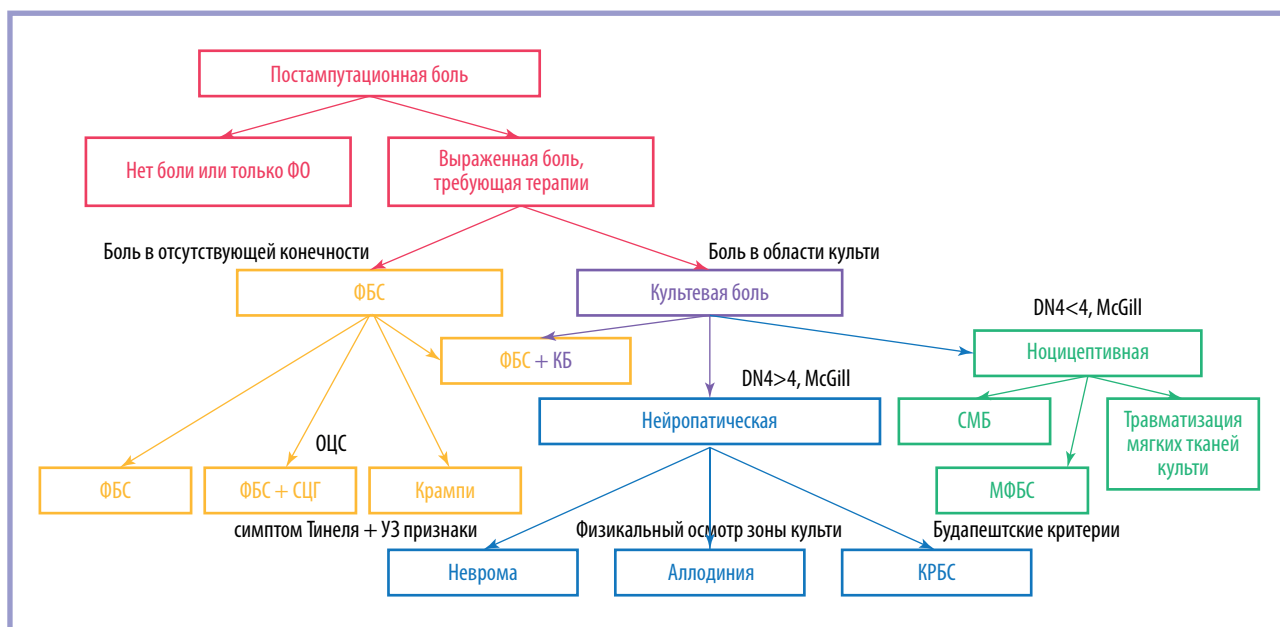 Постампутационная боль
Нет боли или только ФО
Выраженная боль,
требующая терапии
Боль в отсутствующей конечности
Боль в области культи
ФБС
Культевая боль
DN4<4, McGill
ФБС + КБ
Ноцицептивная
DN4>4, McGill
Нейропатическая
СМБ
Травматизация
мягких тканей
культи
ОЦС
ФБС
ФБС + СЦГ
Крампи
МФБС
симптом Тинеля + УЗ признаки
Физикальный осмотр зоны культи
Будапештские критерии
Неврома
Аллодиния
КРБС